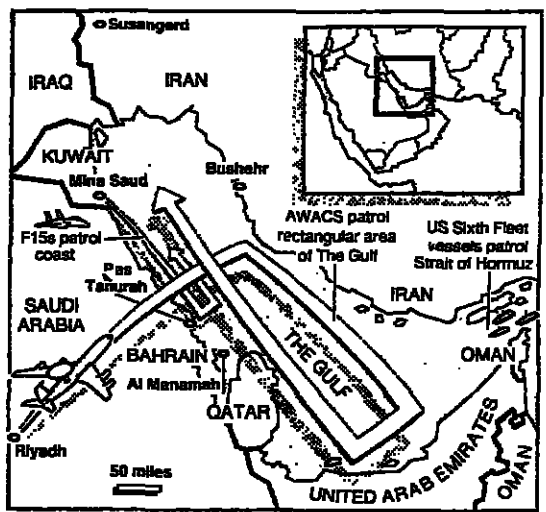 Susangerd
IRAQ
IRAN
KUWAIT
Mina Saud
Bushehr
F15s patrol
coast
AWACS patrol
rectangular area
of The Gulf
US Sixth Fleet
vessels patrol
Strait of Hormuz
Ras
Tanurah
SAUDI
ARABIA
IRAN
THE GULF
BAHRAIN
Al Manamah
QATAR
OMAN
Riyadh
50 miles
UNITED ARAB EMIRATES
OMAN